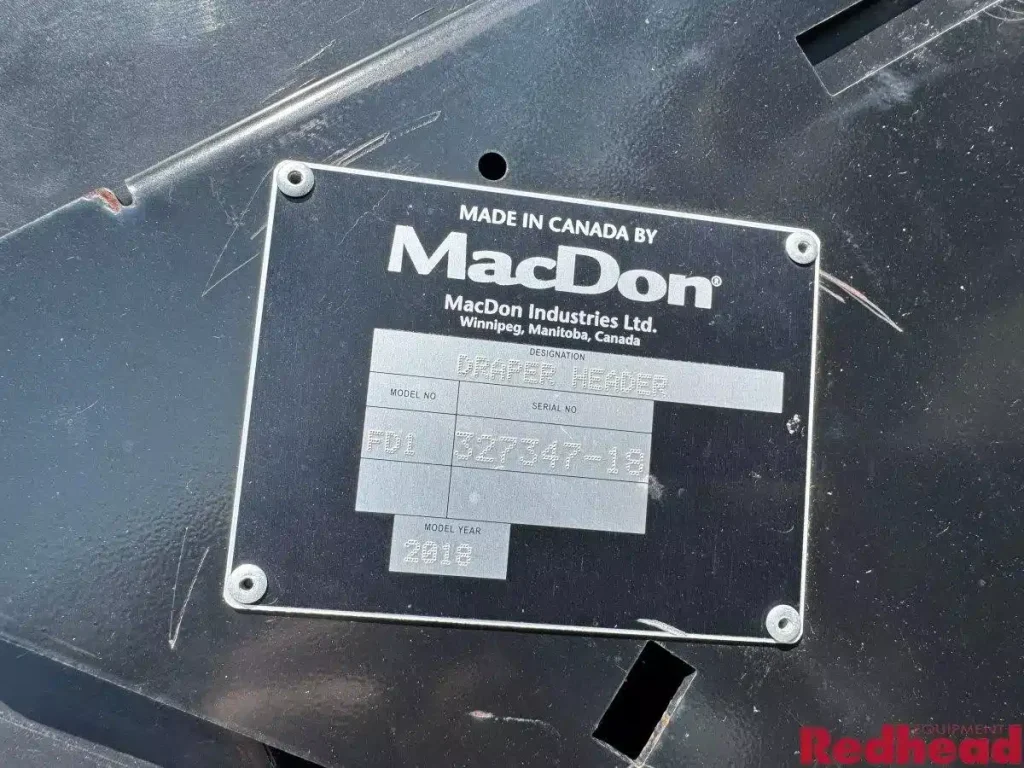 MADE IN CANADA BY
MacDon®
MacDon Industries Ltd.
Winnipeg, Manitoba, Canada
DESIGNATION
DRAPER HEADER
MODEL NO
SERIAL NO
FD1
327347-18
MODEL YEAR
2018
EQUIPMENT
Redhead